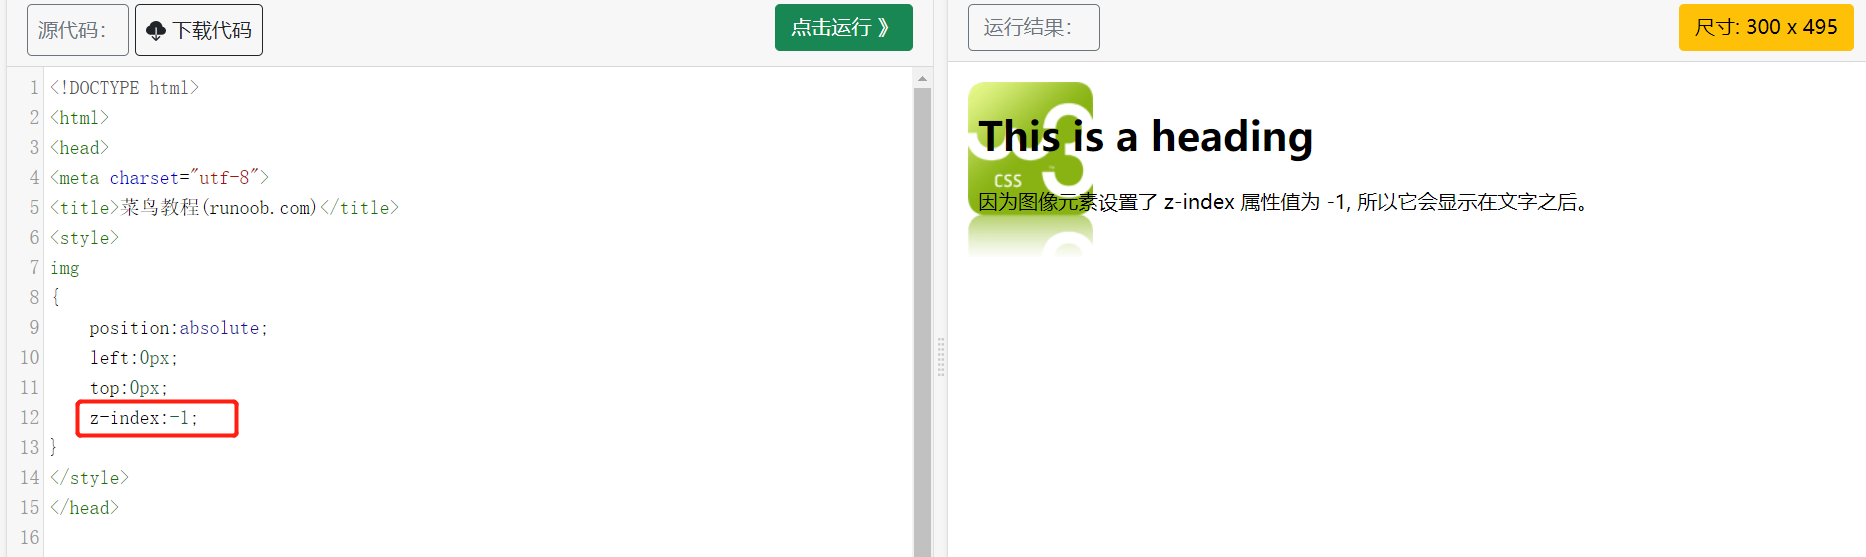 源代码： 下载代码 点击运行 》
1 <!DOCTYPE html>
2 <html>
3 <head>
4 <meta charset="utf-8">
5 <title>菜鸟教程(runoob.com)</title>
6 <style>
7 img
8 {
9 position:absolute;
10 left:0px;
11 top:0px;
12 z-index:-1;
13 }
14 </style>
15 </head>
16
运行结果： 尺寸: 300 x 495
This is a heading
3
CSS
因为图像元素设置了 z-index 属性值为 -1, 所以它会显示在文字之后。